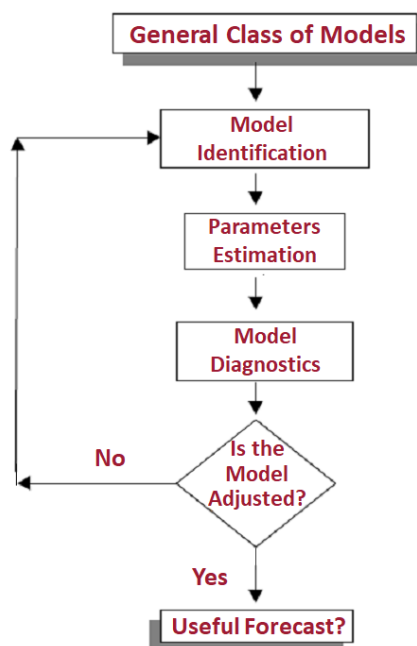 General Class of Models
Model
Identification
Parameters
Estimation
Model
Diagnostics
Is the
Model
Adjusted?
No
Yes
Useful Forecast?